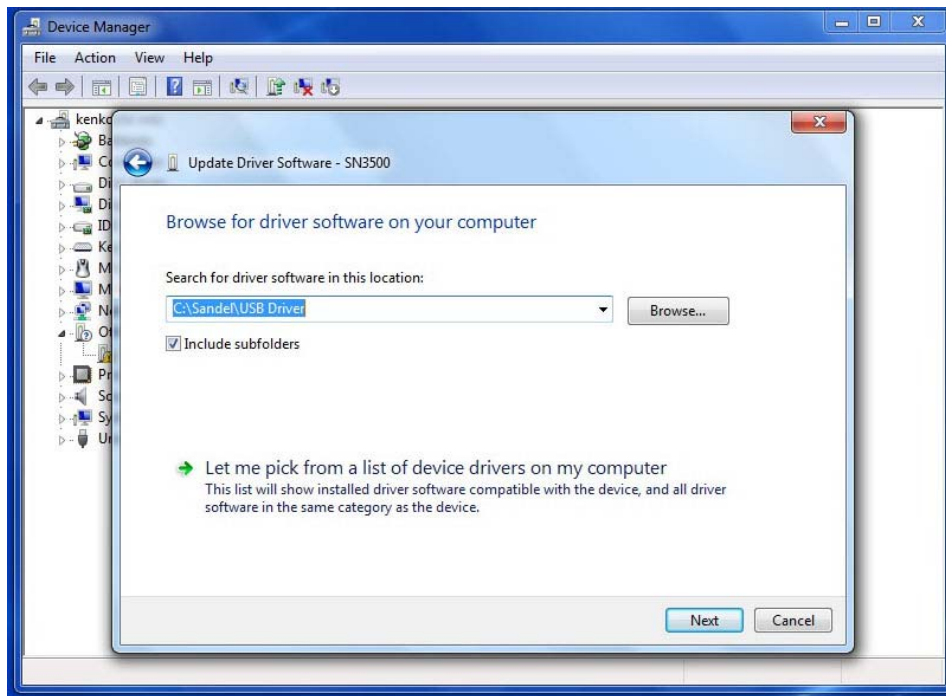 Device Manager
File Action View Help
Update Driver Software - SN3500
Browse for driver software on your computer
Search for driver software in this location:
C:\Sandel\USB Driver
Browse...
Include subfolders
Let me pick from a list of device drivers on my computer
This list will show installed driver software compatible with the device, and all driver
software in the same category as the device.
Next Cancel